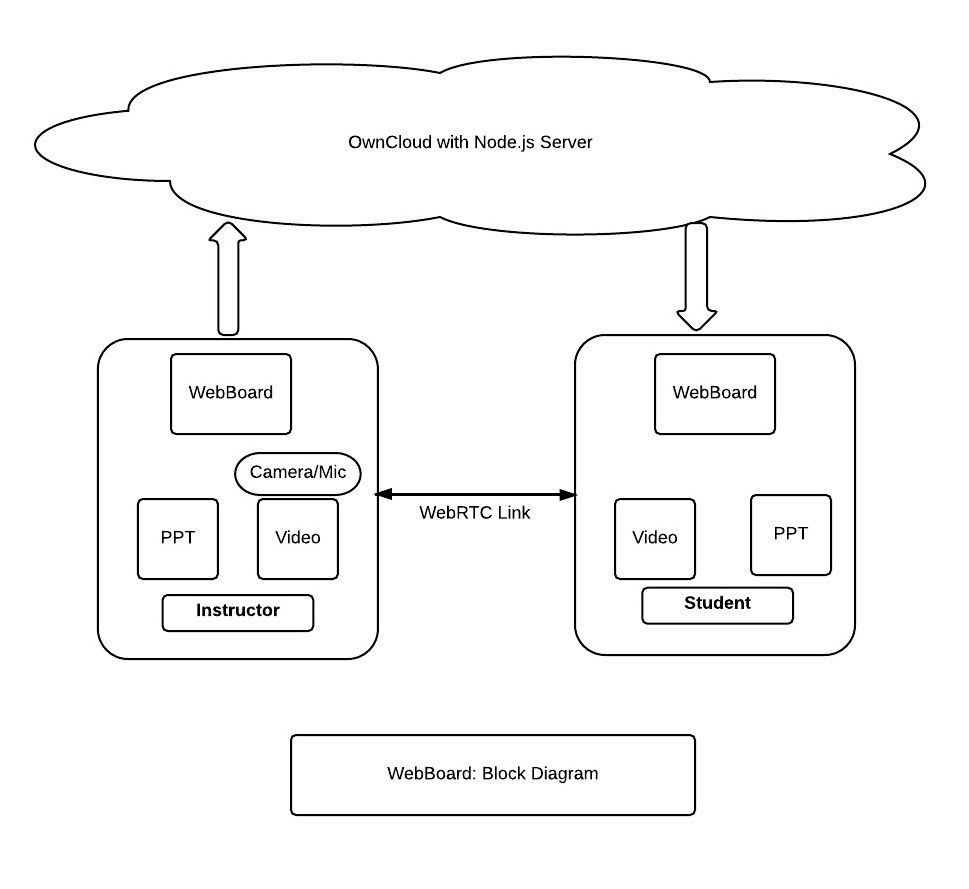 OwnCloud with Node.js Server
WebBoard
Camera/Mic
PPT
Video
Instructor
WebRTC Link
WebBoard
Video
PPT
Student
WebBoard: Block Diagram